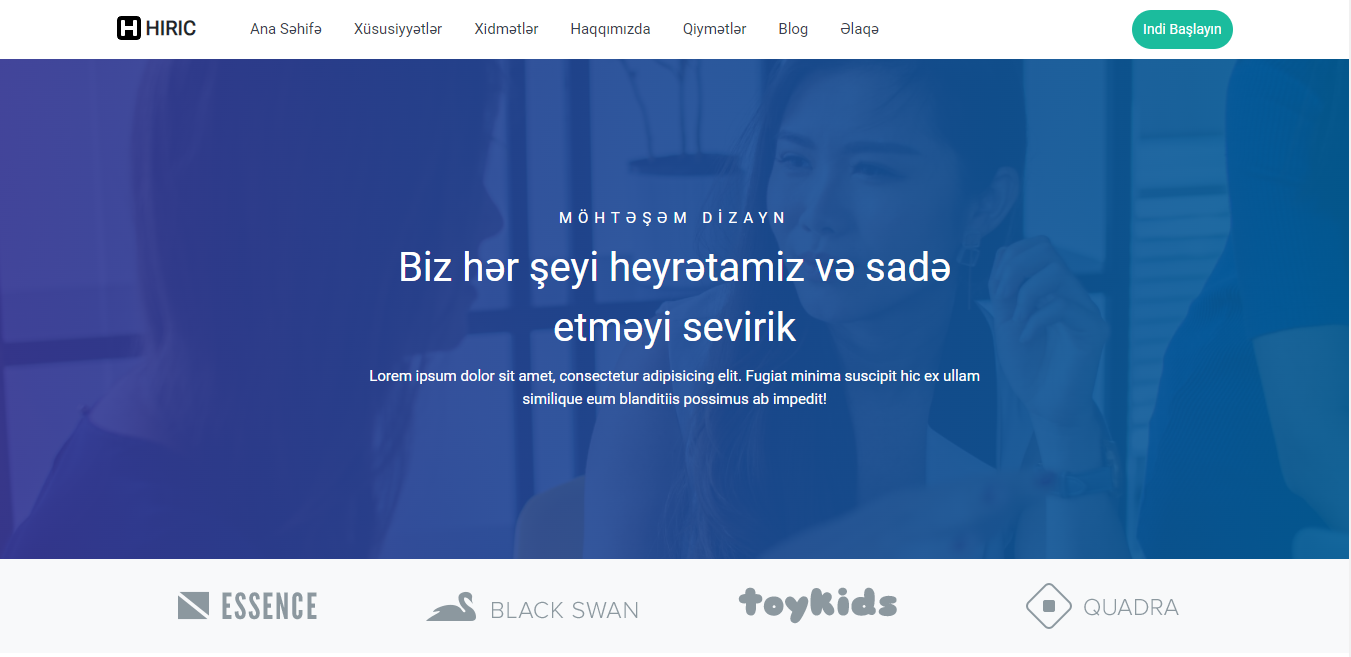 HIRIC
Ana Səhifə Xüsusiyyətlər Xidmətlər Haqqımızda Qiymətlər Blog Əlaqə
Indi Başlayın
MÖHTƏŞƏM DİZAYN
Biz hər şeyi heyrətamiz və sadə
etməyi sevirik
Lorem ipsum dolor sit amet, consectetur adipisicing elit. Fugiat minima suscipit hic ex ullam
similique eum blanditiis possimus ab impedit!
ESSENCE
BLACK SWAN
toykids
QUADRA